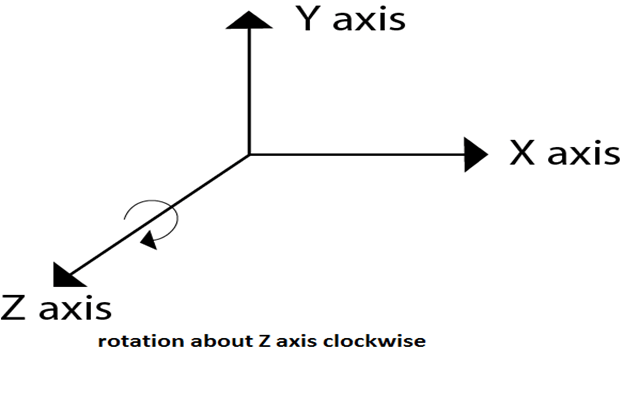 Y axis
X axis
Z axis
rotation about Z axis clockwise